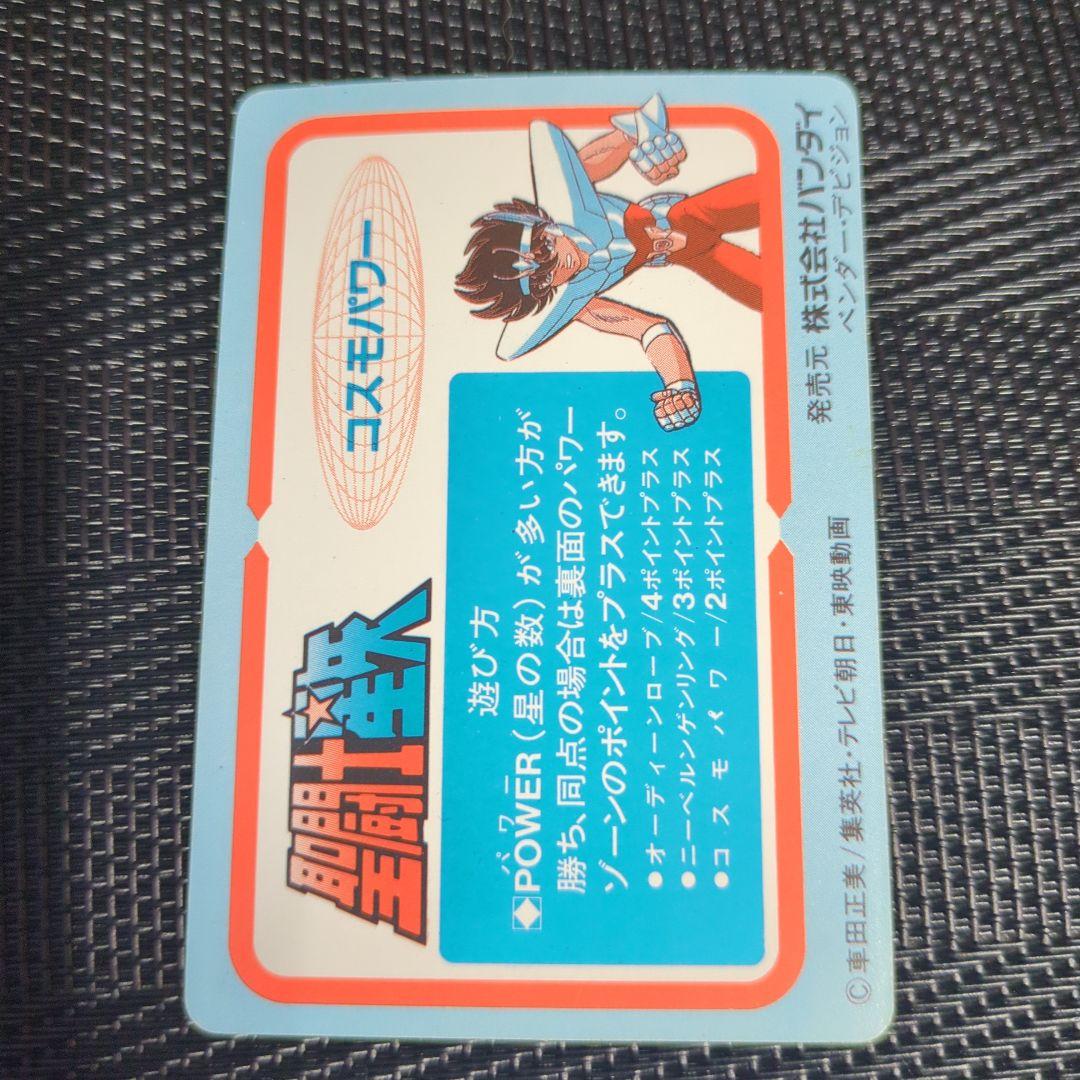 聖闘士星矢
コスモパワー
遊び方
パワー
◆POWER(星の数)が多い方が
勝ち、同点の場合は裏面のパワー
ゾーンのポイントをプラスできます。
●オーディーンローブ/4ポイントプラス
●ニーベルンゲンリング/3ポイントプラス
●コスモパワー/2ポイントプラス
発売元 株式会社バンダイ
ベンダー・デビジョン
©車田正美/集英社・テレビ朝日・東映動画